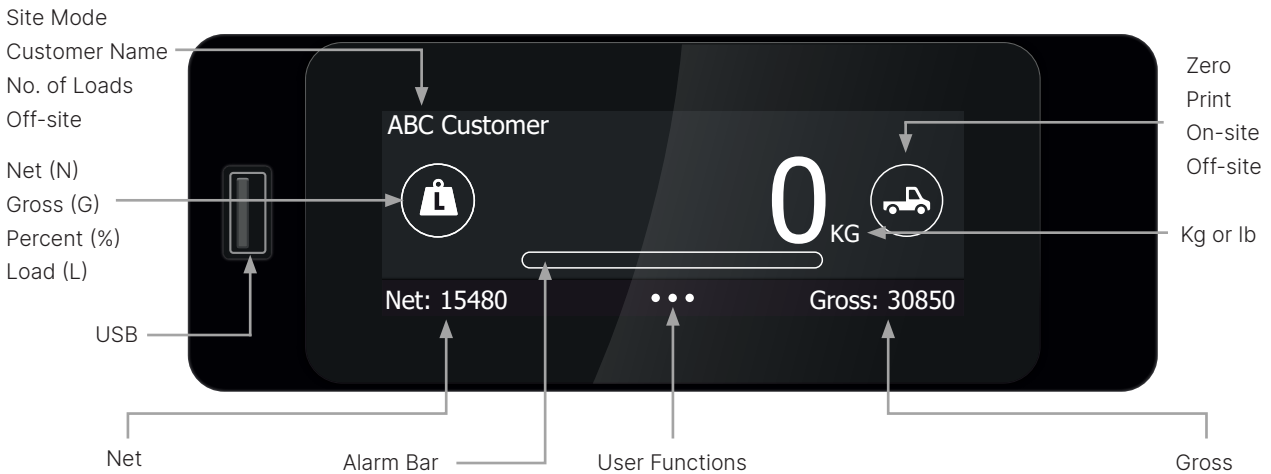 Site Mode
Customer Name
No. of Loads
Off-site
Net (N)
Gross (G)
Percent (%)
Load (L)
USB
ABC Customer
L
0
KG
Net: 15480
•••
Gross: 30850
Zero
Print
On-site
Off-site
Kg or lb
Net
Alarm Bar
User Functions
Gross